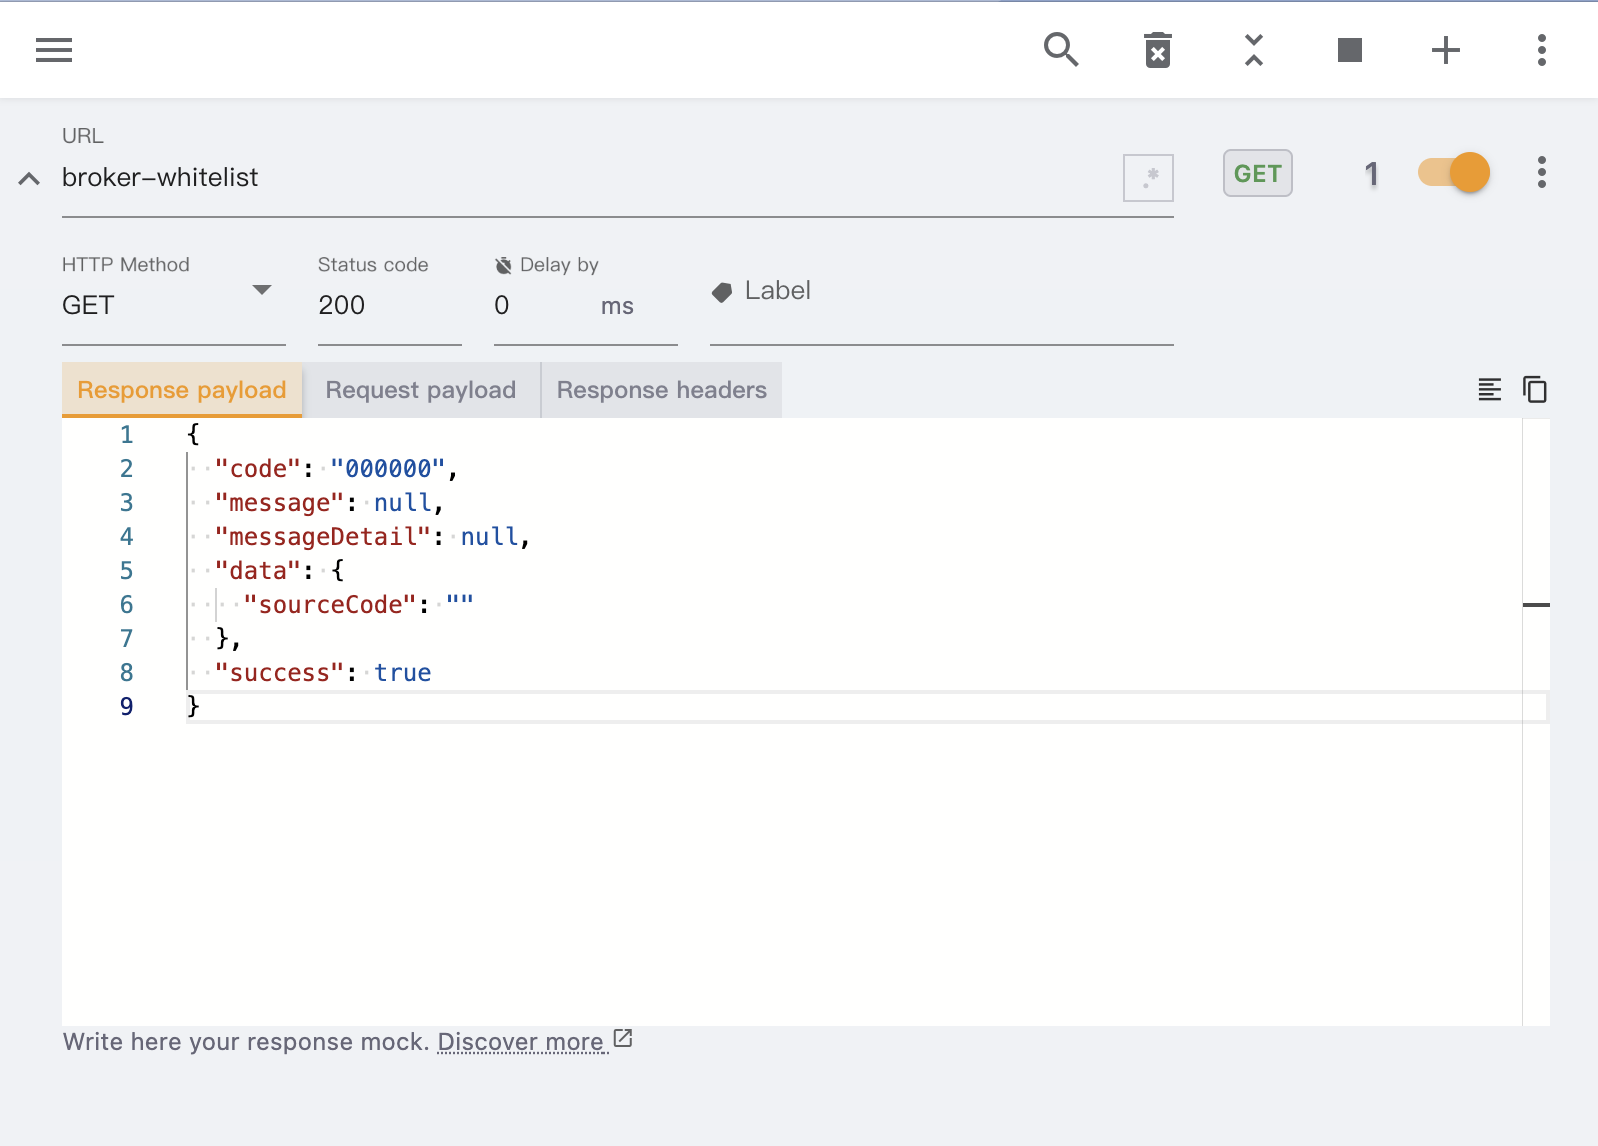 URL
broker-whitelist
.*
GET
1
HTTP Method
GET
Status code
200
Delay by
0 ms
Label
Response payload
Request payload
Response headers
1 {
2   "code": "000000",
3   "message": null,
4   "messageDetail": null,
5   "data": {
6     "sourceCode": ""
7   },
8   "success": true
9 }
Write here your response mock. Discover more